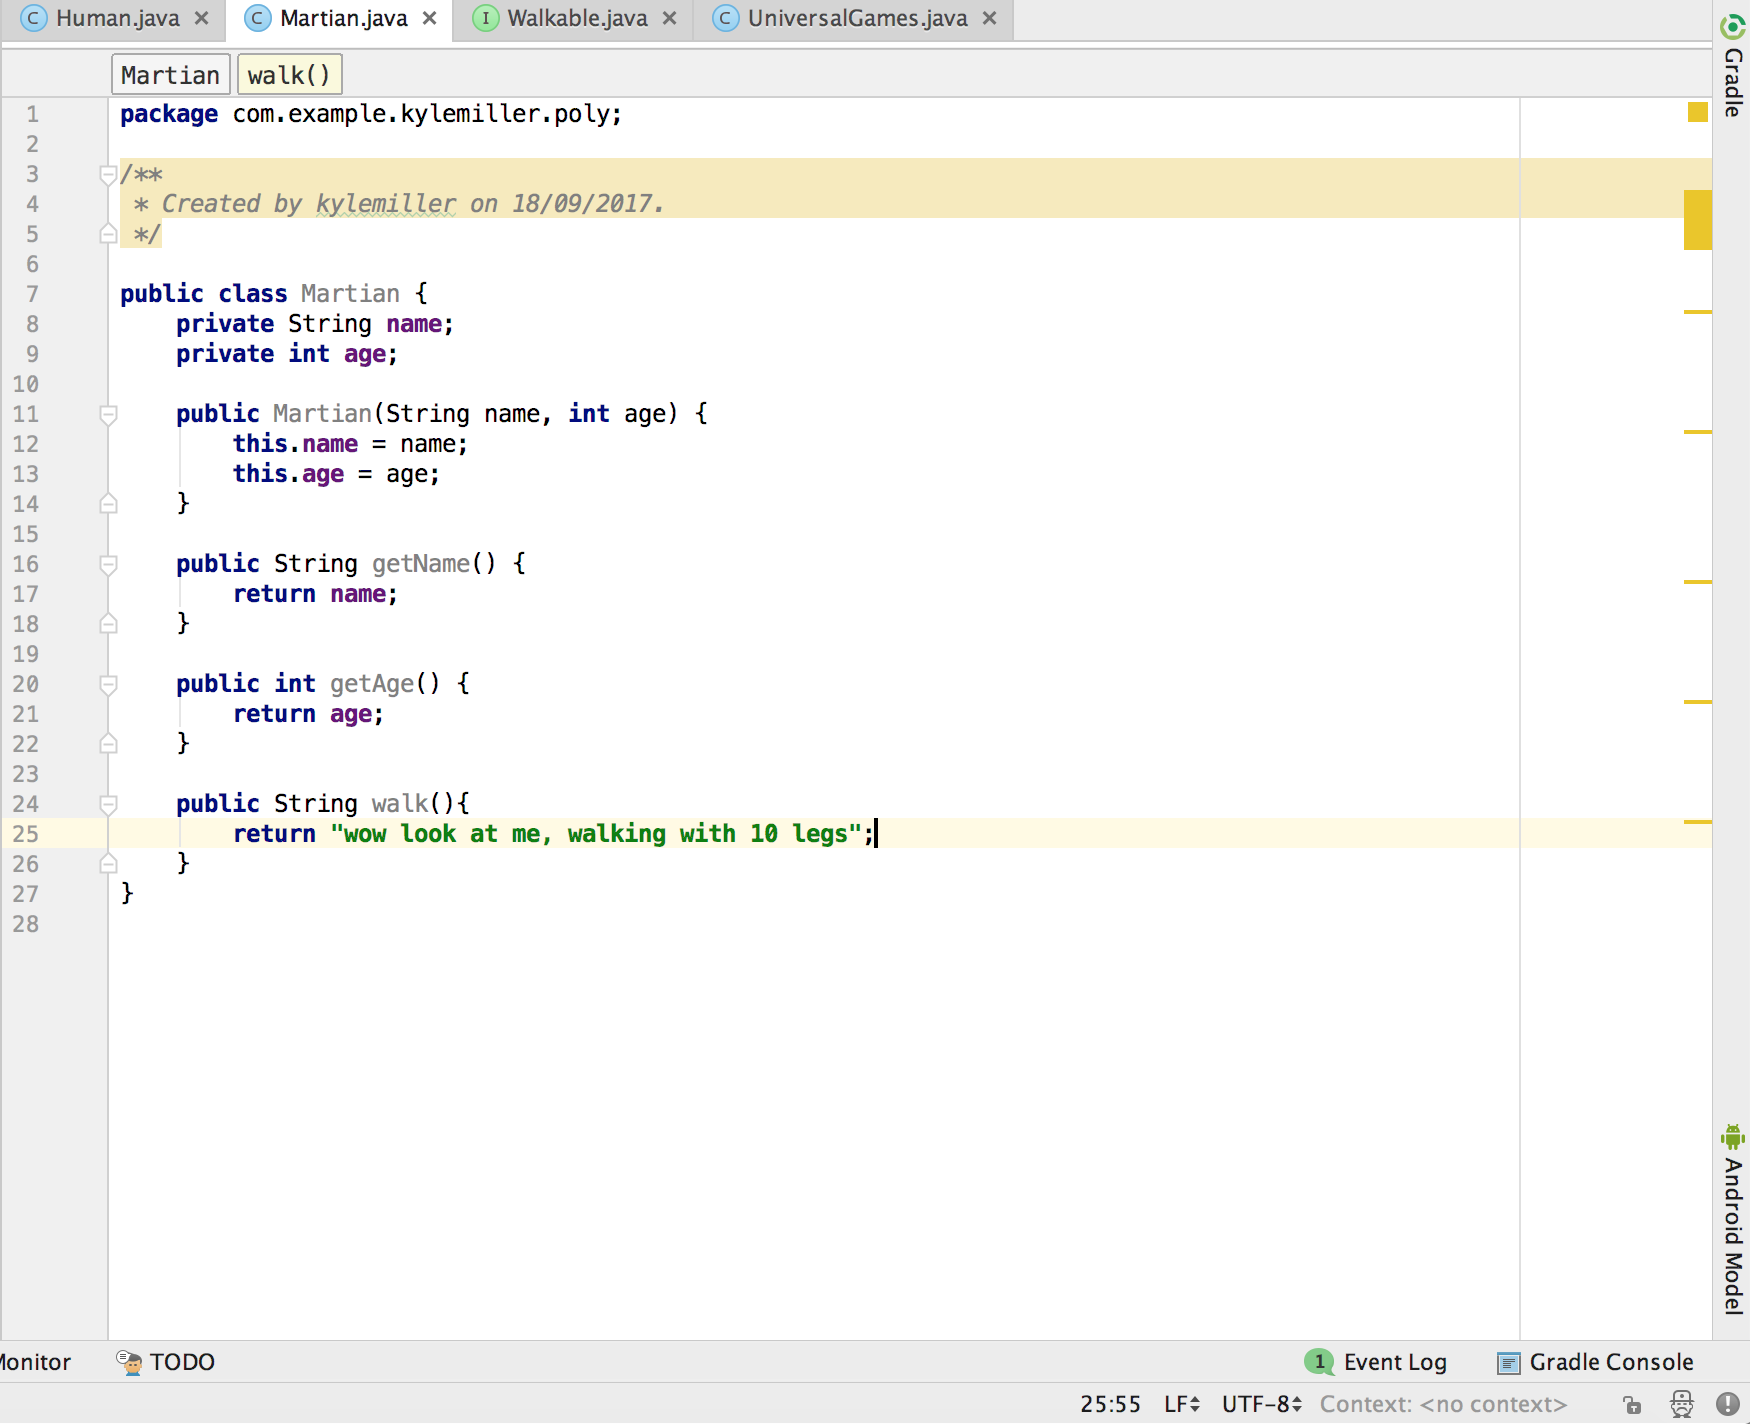 Human.java Martian.java Walkable.java UniversalGames.java
Gradle
Martian walk()
1 package com.example.kylemiller.poly;
2
3 /**
4 * Created by kylemiller on 18/09/2017.
5 */
6
7 public class Martian {
8 private String name;
9 private int age;
10
11 public Martian(String name, int age) {
12 this.name = name;
13 this.age = age;
14 }
15
16 public String getName() {
17 return name;
18 }
19
20 public int getAge() {
21 return age;
22 }
23
24 public String walk(){
25 return "wow look at me, walking with 10 legs";
26 }
27 }
28
Android Model
Monitor TODO 1 Event Log Gradle Console
25:55 LF UTF-8 Context: <no context>